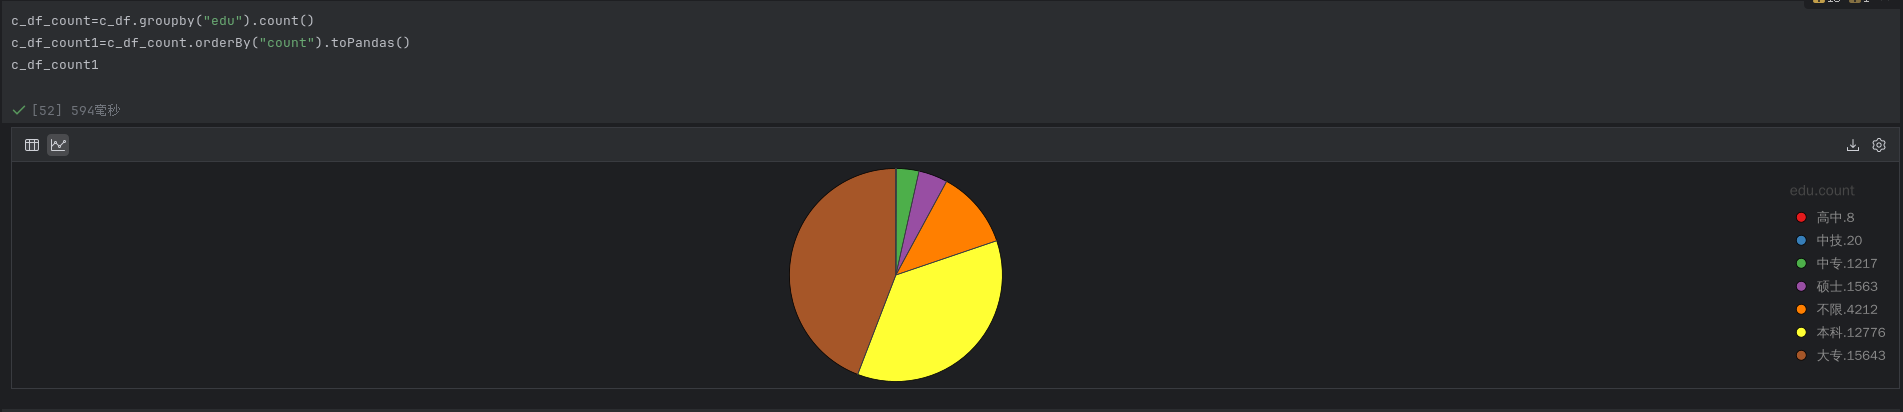 c_df_count=c_df.groupby("edu").count()
c_df_count1=c_df_count.orderBy("count").toPandas()
c_df_count1
[52] 594毫秒
edu.count
高中.8
中技.20
中专.1217
硕士.1563
不限.4212
本科.12776
大专.15643